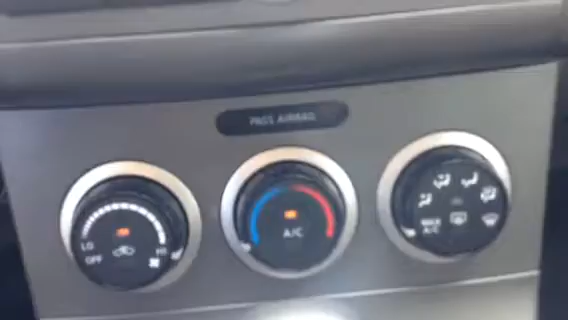 PASS AIRBAG
LO
HI
OFF
A/C
MAX
A/C